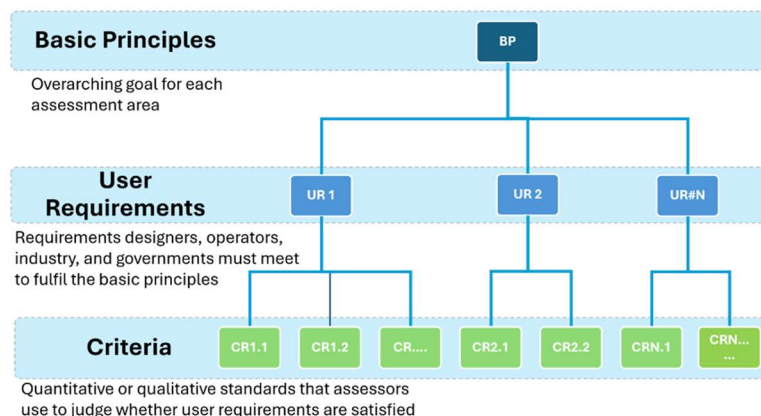 Basic Principles
BP
Overarching goal for each
assessment area
User
Requirements
UR 1
UR 2
UR#N
Requirements designers, operators,
industry, and governments must meet
to fulfil the basic principles
Criteria
CR1.1
CR1.2
CR....
CR2.1
CR2.2
CRN.1
CRN...
...
Quantitative or qualitative standards that assessors
use to judge whether user requirements are satisfied